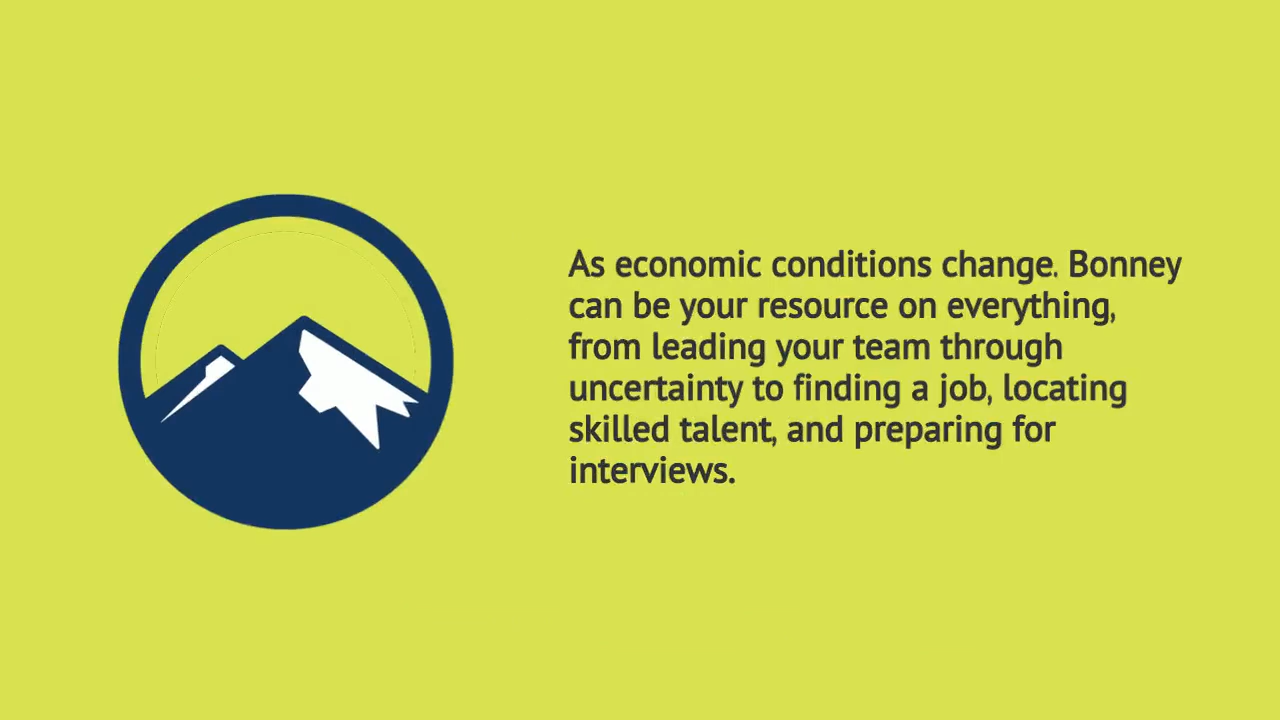 As economic conditions change. Bonney
can be your resource on everything,
from leading your team through
uncertainty to finding a job, locating
skilled talent, and preparing for
interviews.